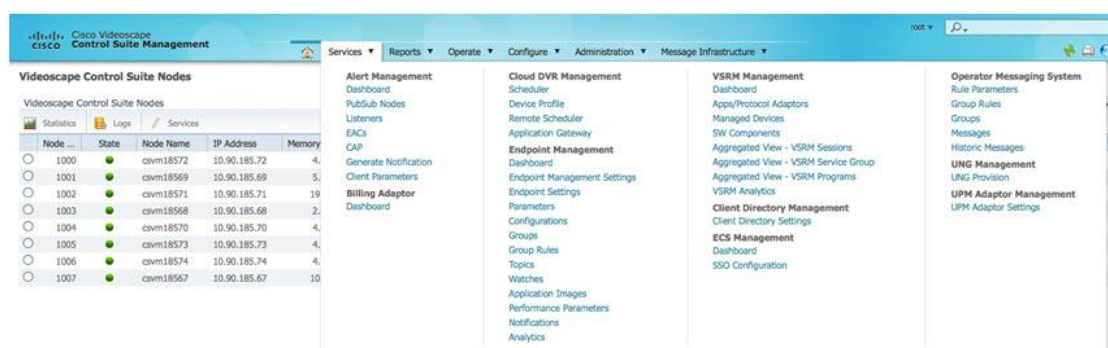 Cisco Videoscape
CISCO Control Suite Management
root
Services Reports Operate Configure Administration Message Infrastructure
Videoscape Control Suite Nodes
Videoscape Control Suite Nodes
Statistics Logs Services
Node ... State Node Name IP Address Memory
1000 csvm18572 10.90.185.72 4.
1001 csvm18569 10.90.185.69 5.
1002 csvm18571 10.90.185.71 19
1003 csvm18568 10.90.185.68 2.
1004 csvm18570 10.90.185.70 4.
1005 csvm18573 10.90.185.73 4.
1006 csvm18574 10.90.185.74 4.
1007 csvm18567 10.90.185.67 10
Alert Management
Dashboard
PubSub Nodes
Listeners
EACs
CAP
Generate Notification
Client Parameters
Billing Adaptor
Dashboard
Cloud DVR Management
Scheduler
Device Profile
Remote Scheduler
Application Gateway
Endpoint Management
Dashboard
Endpoint Management Settings
Endpoint Settings
Parameters
Configurations
Groups
Group Rules
Topics
Watches
Application Images
Performance Parameters
Notifications
Analytics
VSRM Management
Dashboard
Apps/Protocol Adaptors
Managed Devices
SW Components
Aggregated View - VSRM Sessions
Aggregated View - VSRM Service Group
Aggregated View - VSRM Programs
VSRM Analytics
Client Directory Management
Client Directory Settings
ECS Management
Dashboard
SSO Configuration
Operator Messaging System
Rule Parameters
Group Rules
Groups
Messages
Historic Messages
UNG Management
UNG Provision
UPM Adaptor Management
UPM Adaptor Settings